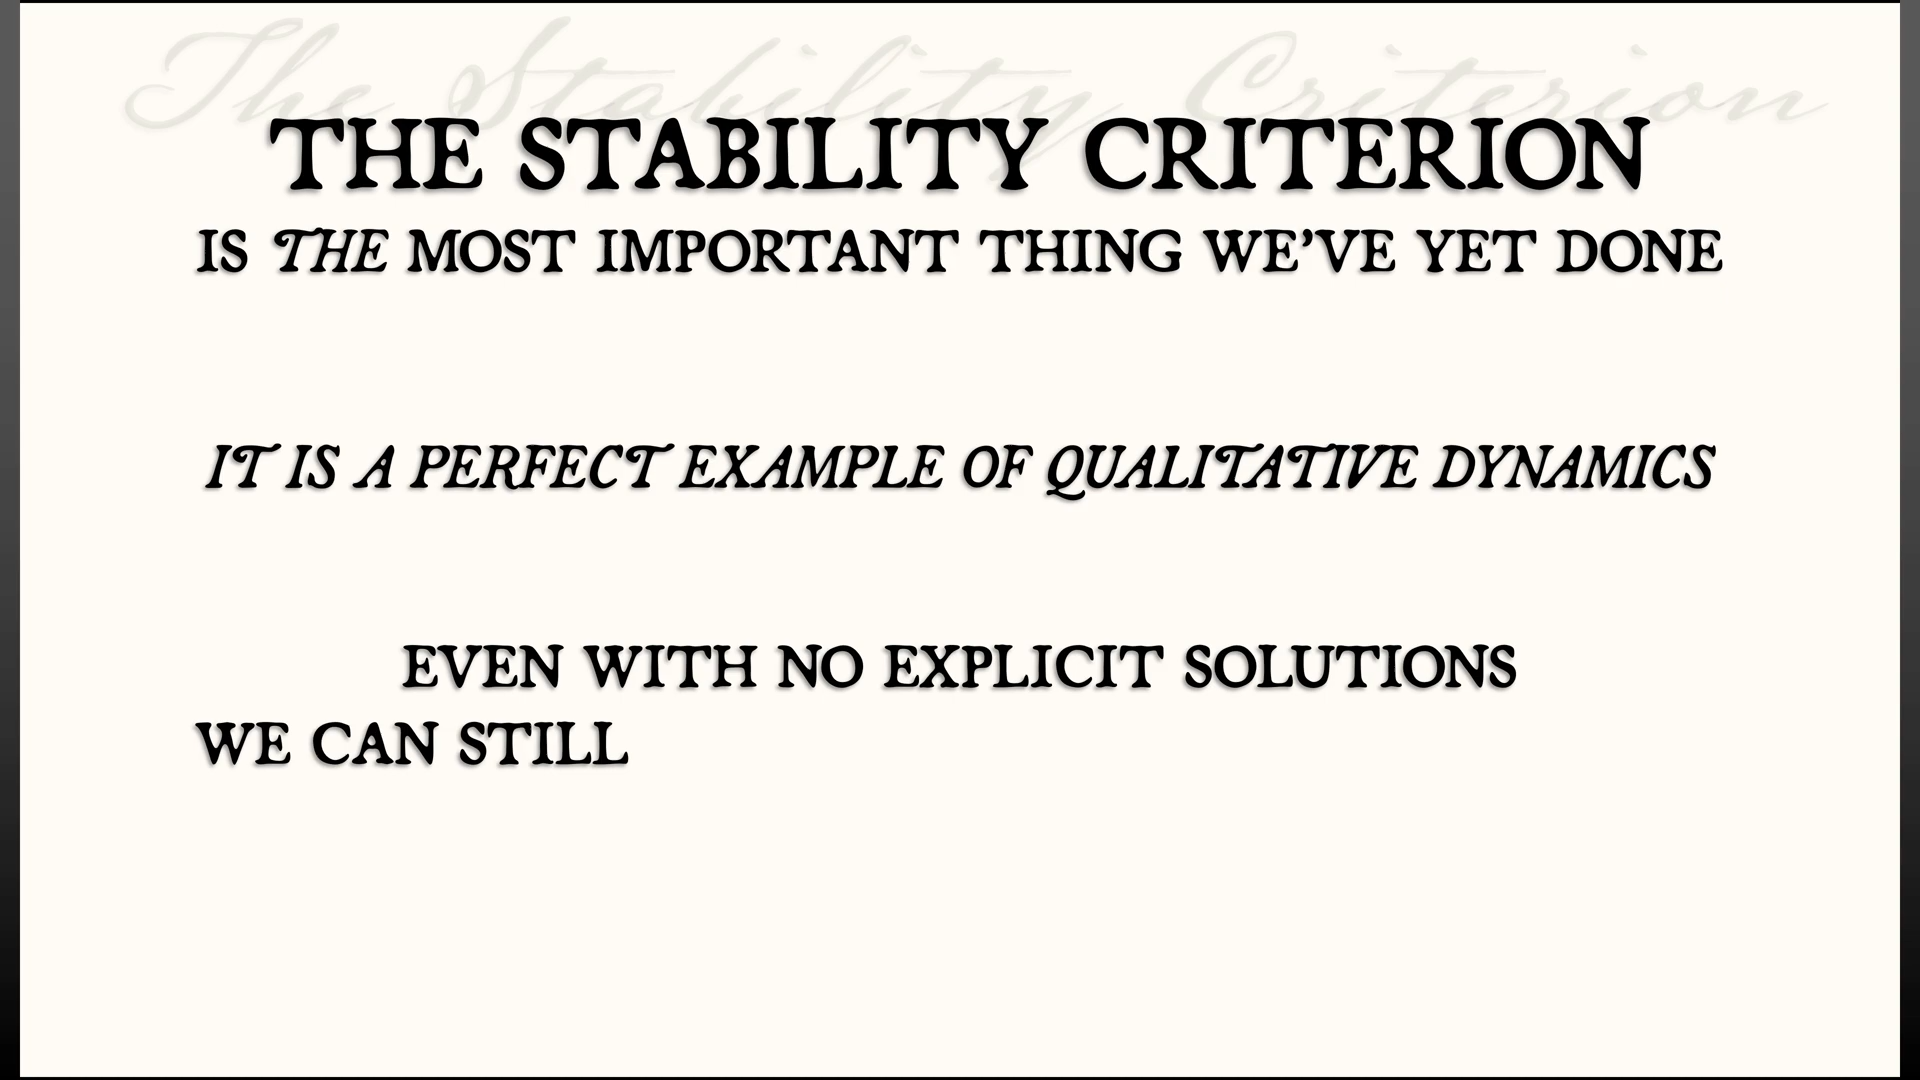 The Stability Criterion
THE STABILITY CRITERION
IS THE MOST IMPORTANT THING WE'VE YET DONE
IT IS A PERFECT EXAMPLE OF QUALITATIVE DYNAMICS
EVEN WITH NO EXPLICIT SOLUTIONS
WE CAN STILL